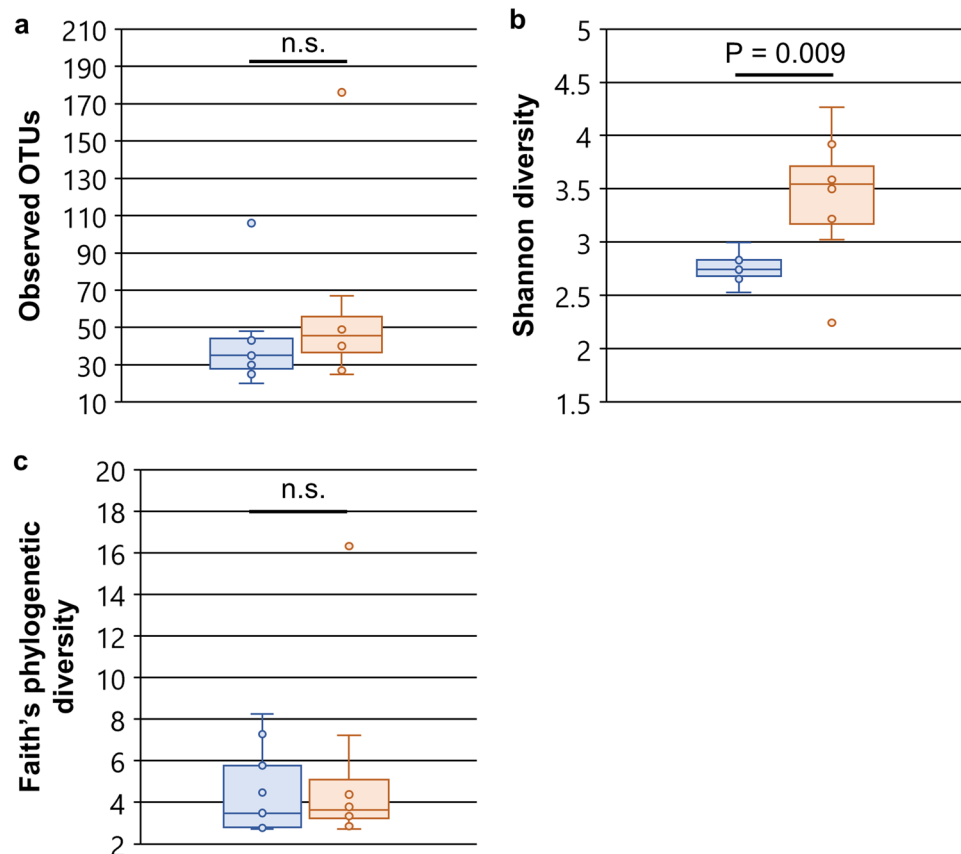 a
210
190
170
150
130
110
90
70
50
30
10
Observed OTUs
n.s.
b
5
4.5
4
3.5
3
2.5
2
1.5
Shannon diversity
P = 0.009
c
20
18
16
14
12
10
8
6
4
2
Faith's phylogenetic
diversity
n.s.